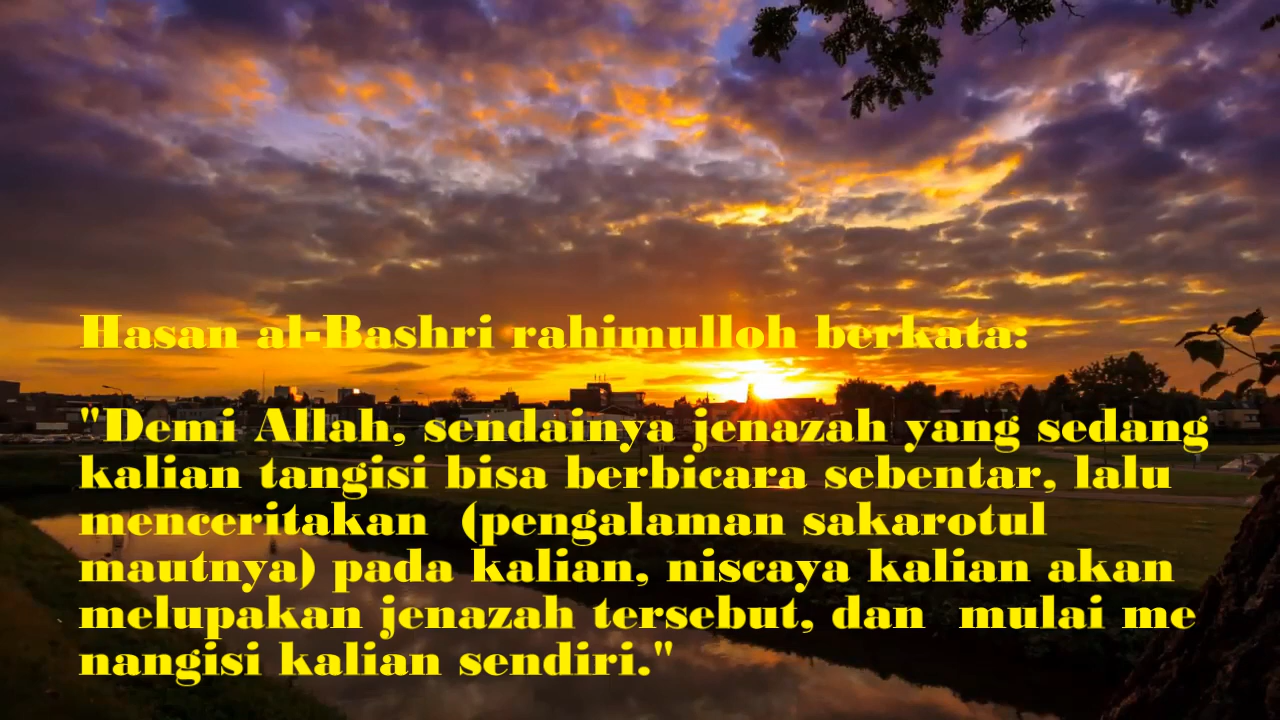 Hasan al-Bashri rahimulloh berkata:
"Demi Allah, sendainya jenazah yang sedang
kalian tangisi bisa berbicara sebentar, lalu
menceritakan  (pengalaman sakarotul
mautnya) pada kalian, niscaya kalian akan
melupakan jenazah tersebut, dan  mulai me
nangisi kalian sendiri."